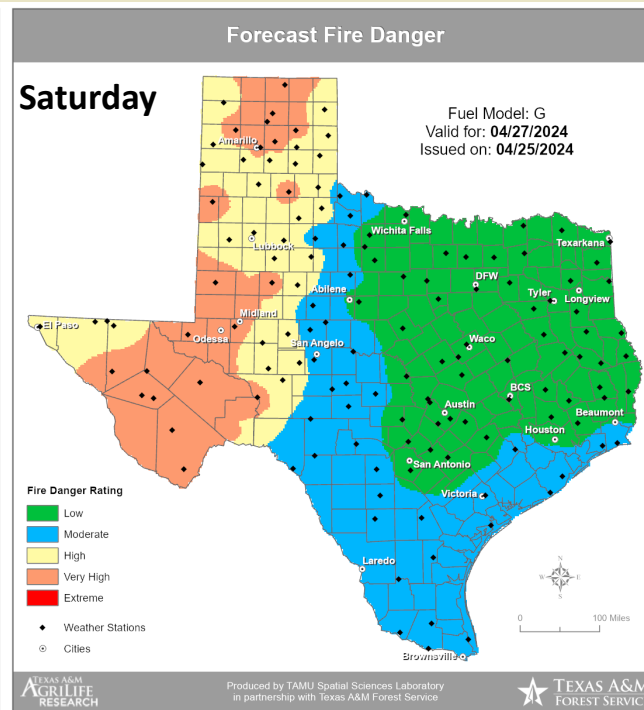 Forecast Fire Danger
Saturday
Fuel Model: G
Valid for: 04/27/2024
Issued on: 04/25/2024
Amarillo
Wichita Falls
Texarkana
Lubbock
DFW
Abilene
Tyler
Longview
Midland
El Paso
Odessa
San Angelo
Waco
BCS
Austin
Beaumont
Houston
San Antonio
Victoria
Laredo
Brownsville
Fire Danger Rating
Low
Moderate
High
Very High
Extreme
Weather Stations
Cities
N
W E
S
0 100 Miles
TEXAS A&M
AGRILIFE
RESEARCH
Produced by TAMU Spatial Sciences Laboratory
in partnership with Texas A&M Forest Service
TEXAS A&M
FOREST SERVIC